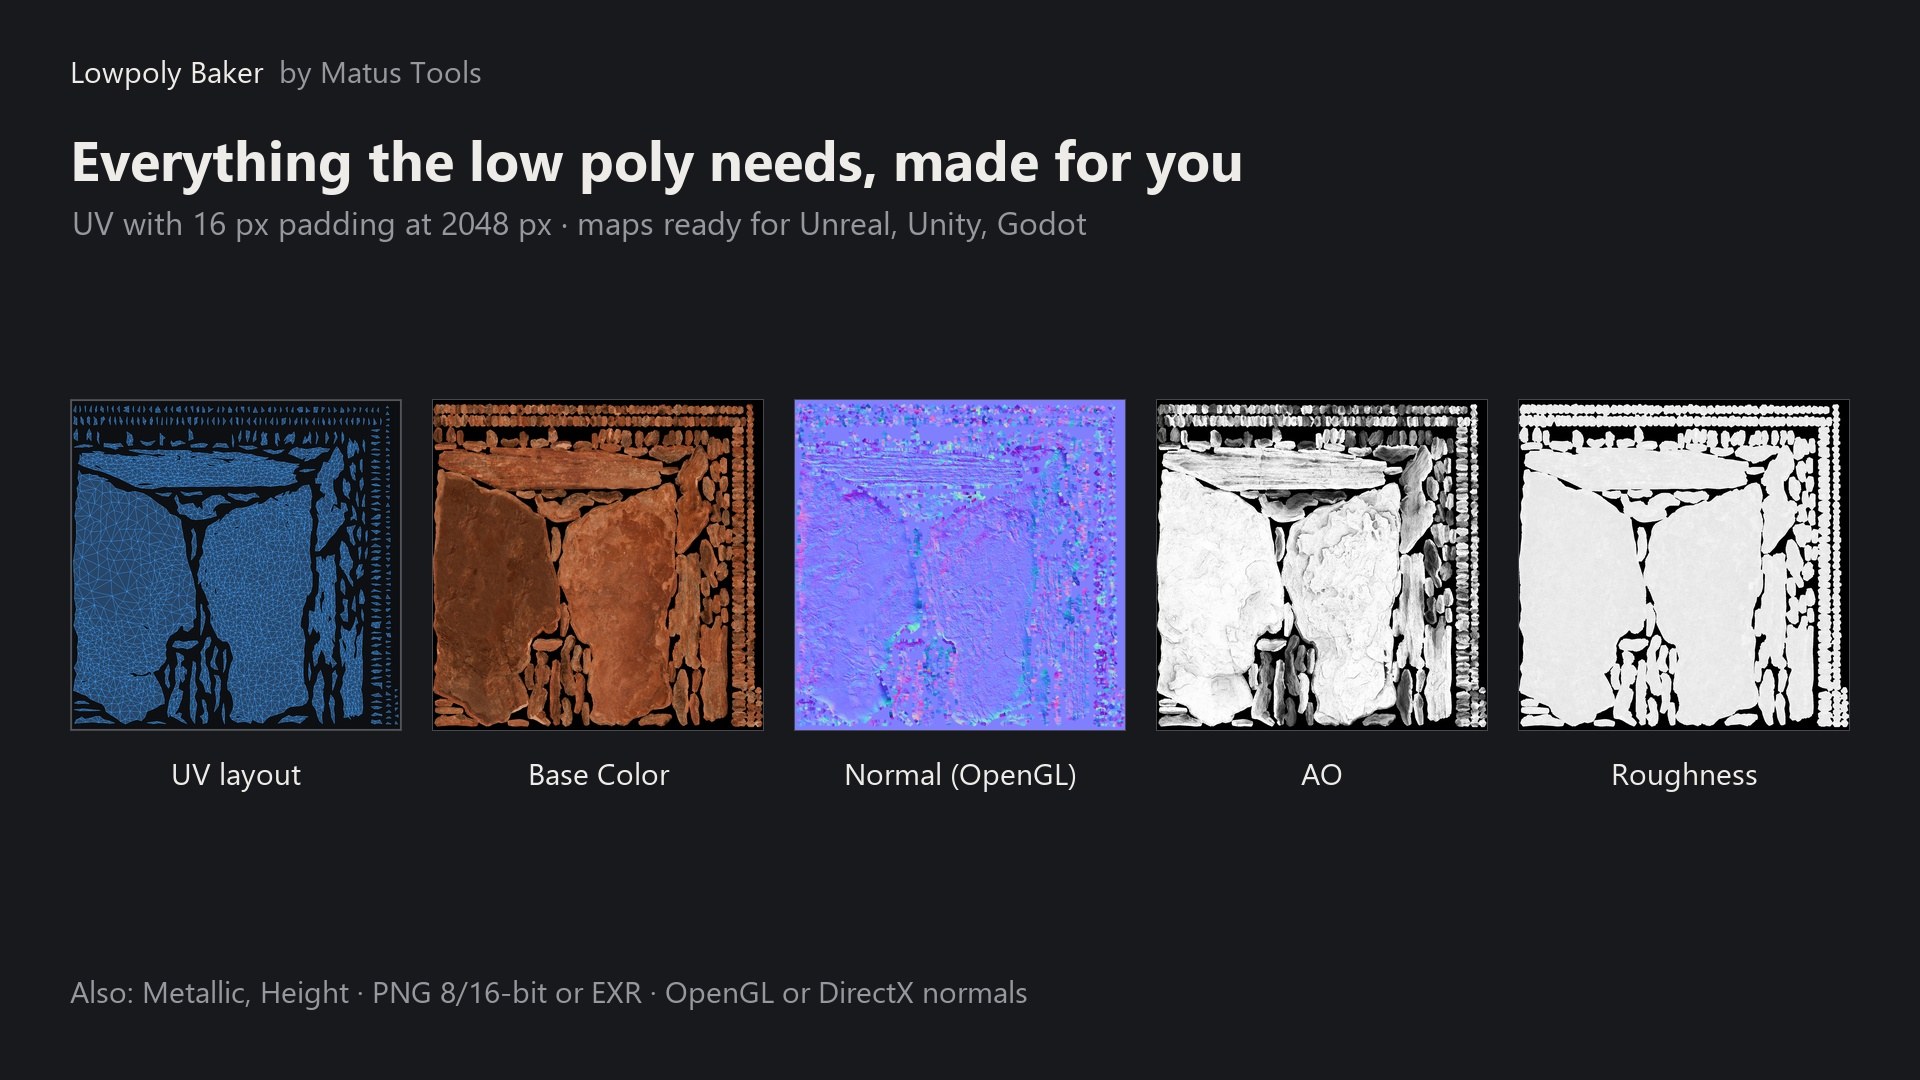 Lowpoly Baker by Matus Tools
Everything the low poly needs, made for you
UV with 16 px padding at 2048 px · maps ready for Unreal, Unity, Godot
UV layout
Base Color
Normal (OpenGL)
AO
Roughness
Also: Metallic, Height · PNG 8/16-bit or EXR · OpenGL or DirectX normals